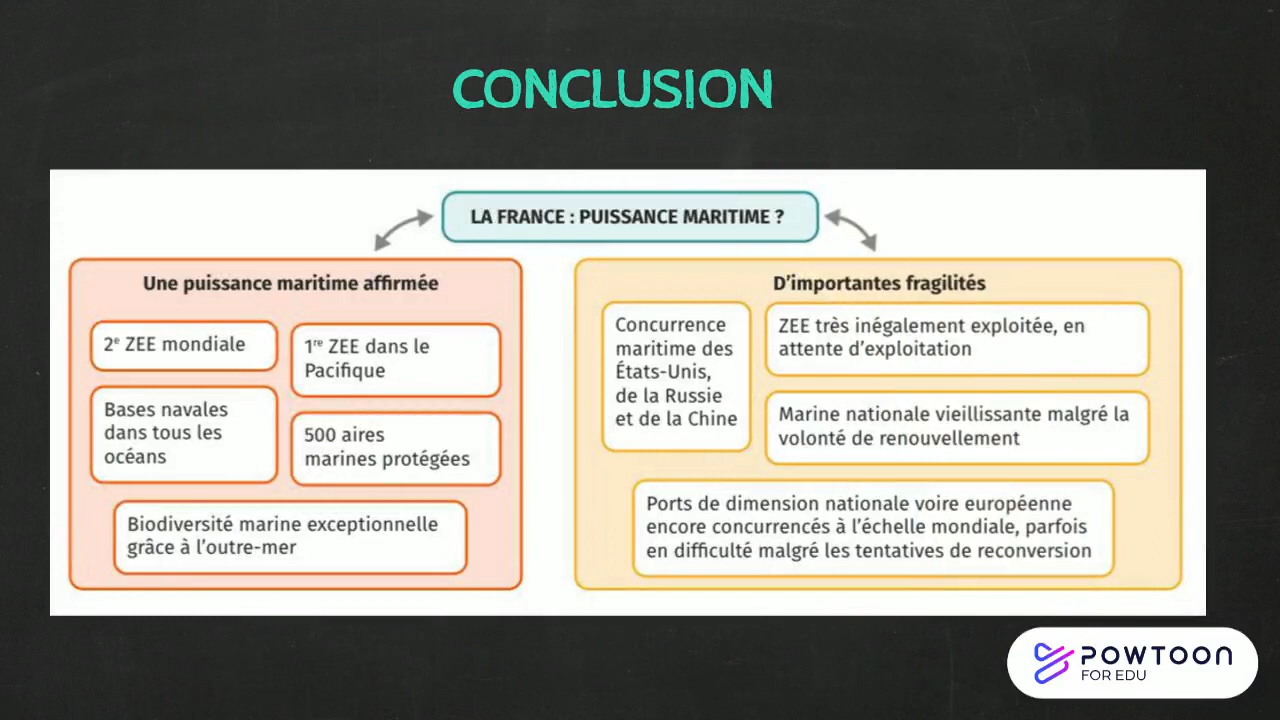 CONCLUSION
LA FRANCE : PUISSANCE MARITIME ?
Une puissance maritime affirmée
2e ZEE mondiale
1re ZEE dans le
Pacifique
Bases navales
dans tous les
océans
500 aires
marines protégées
Biodiversité marine exceptionnelle
grâce à l’outre-mer
D’importantes fragilités
Concurrence
maritime des
États-Unis,
de la Russie
et de la Chine
ZEE très inégalement exploitée, en
attente d’exploitation
Marine nationale vieillissante malgré la
volonté de renouvellement
Ports de dimension nationale voire européenne
encore concurrencés à l’échelle mondiale, parfois
en difficulté malgré les tentatives de reconversion
POWTOON
FOR EDU